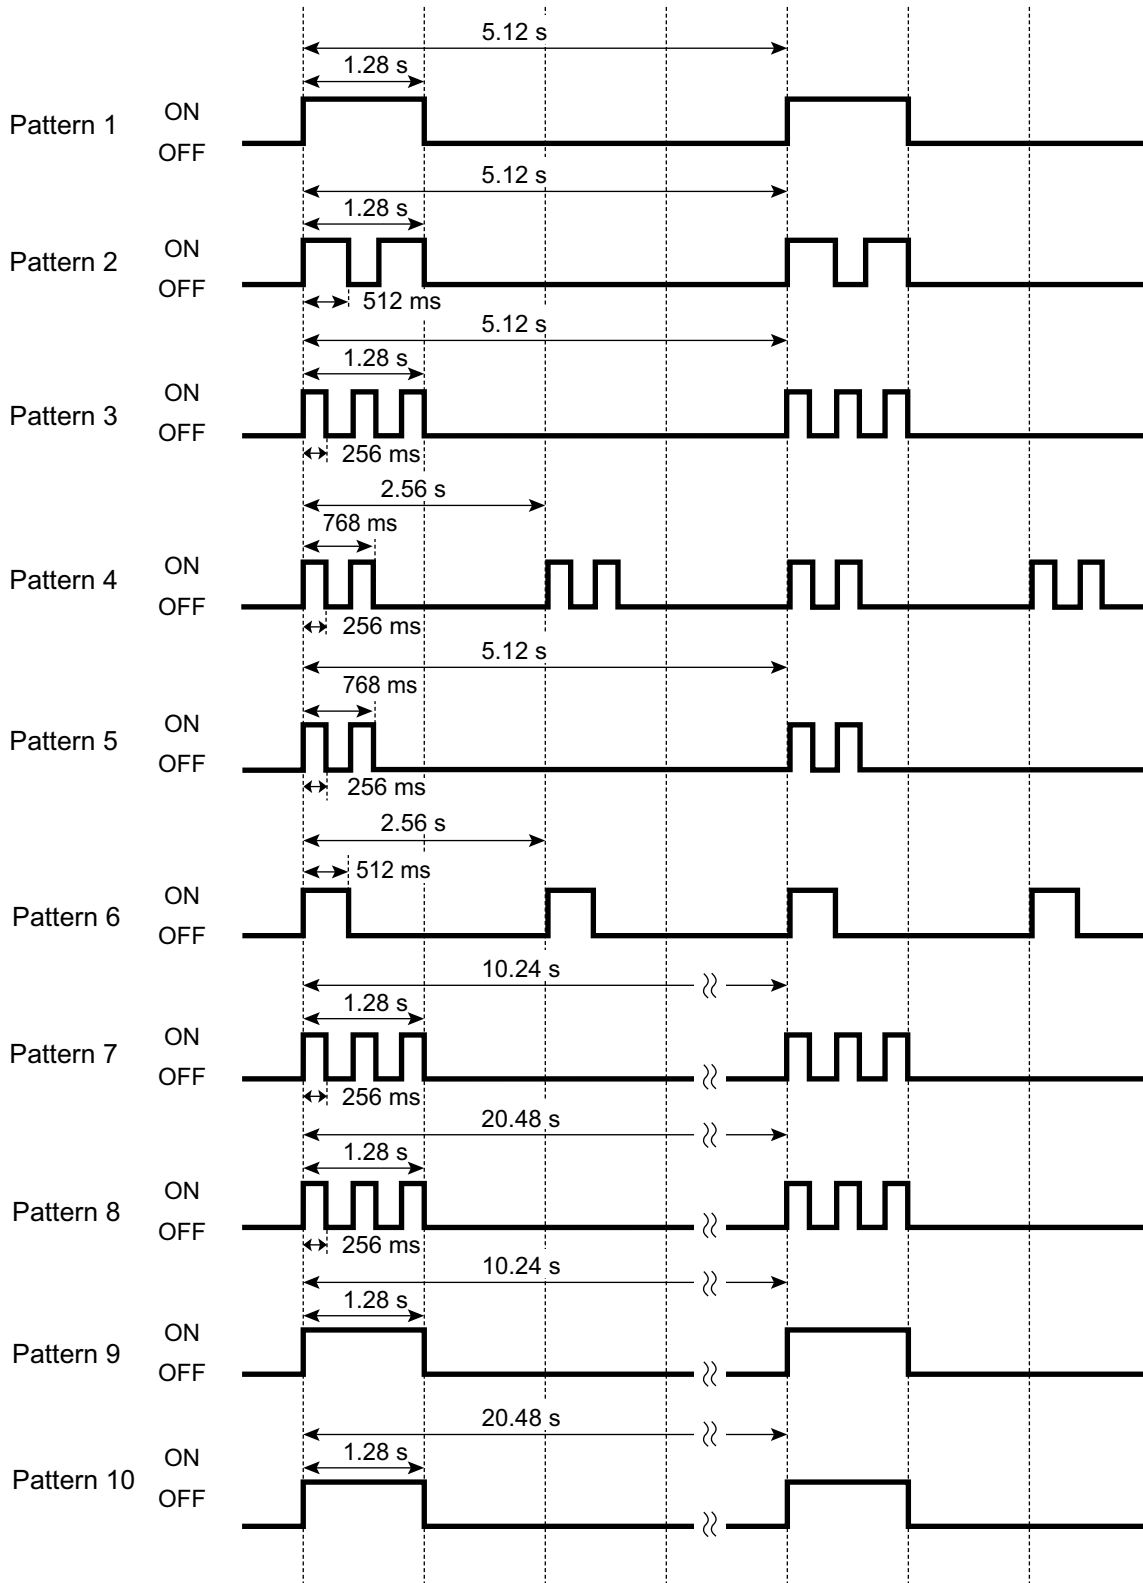 5.12 s
1.28 s
Pattern 1
ON
OFF
5.12 s
1.28 s
Pattern 2
ON
OFF
512 ms
5.12 s
1.28 s
Pattern 3
ON
OFF
256 ms
2.56 s
768 ms
Pattern 4
ON
OFF
256 ms
5.12 s
768 ms
Pattern 5
ON
OFF
256 ms
2.56 s
512 ms
Pattern 6
ON
OFF
10.24 s
1.28 s
Pattern 7
ON
OFF
256 ms
20.48 s
1.28 s
Pattern 8
ON
OFF
256 ms
10.24 s
1.28 s
Pattern 9
ON
OFF
20.48 s
1.28 s
Pattern 10
ON
OFF